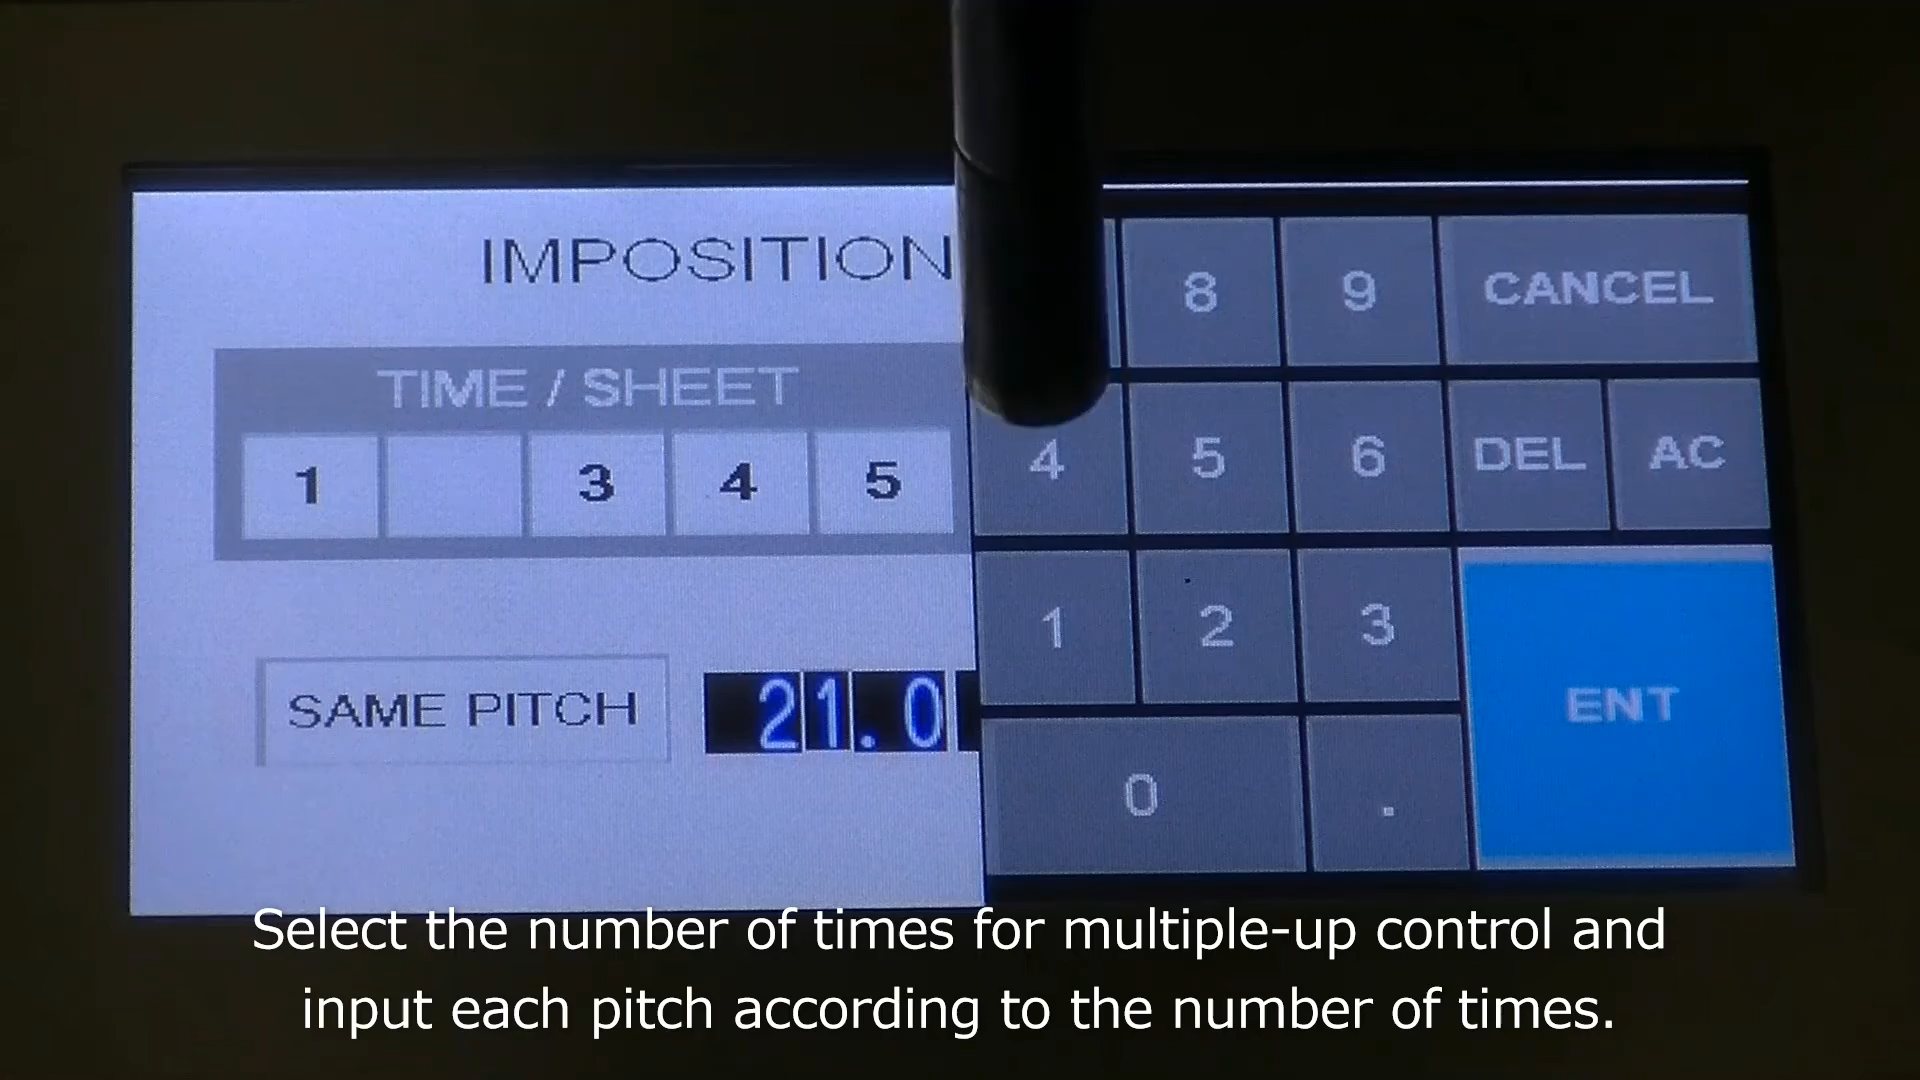 IMPOSITION
TIME / SHEET
1 3 4 5
SAME PITCH 21.0
8 9 CANCEL
4 5 6 DEL AC
1 2 3
ENT
0 .
Select the number of times for multiple-up control and
input each pitch according to the number of times.